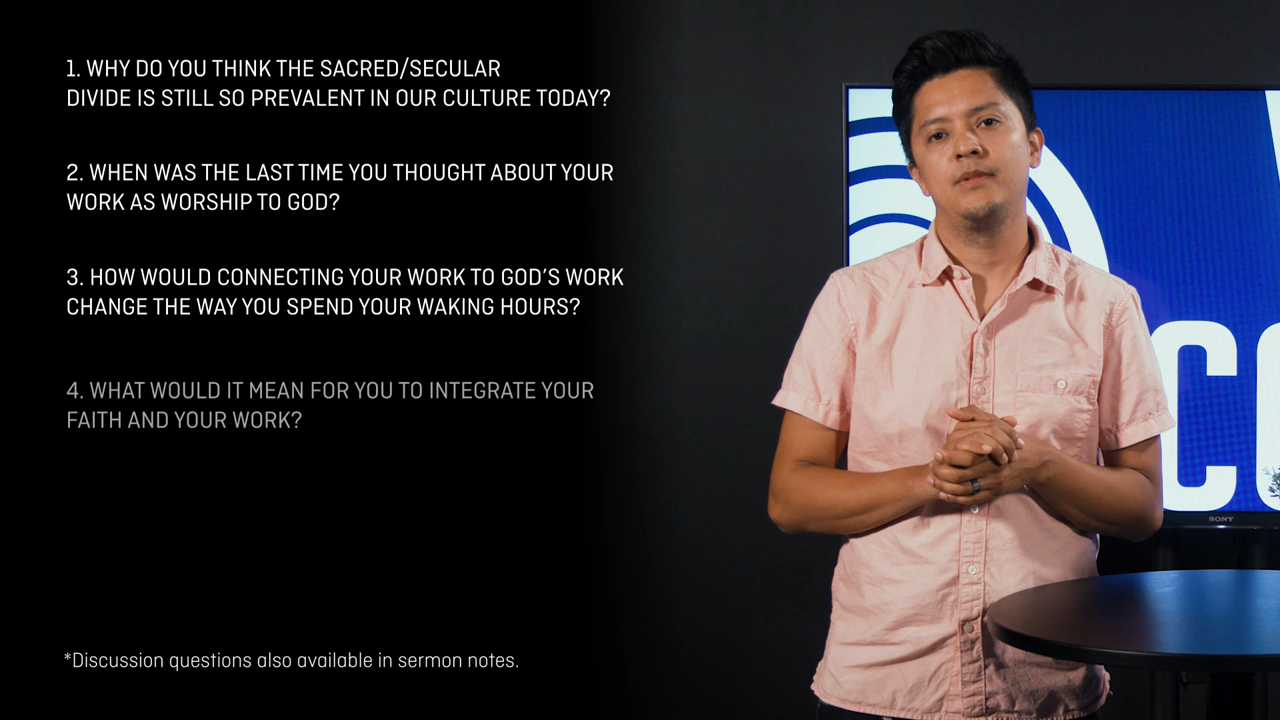 1. WHY DO YOU THINK THE SACRED/SECULAR
DIVIDE IS STILL SO PREVALENT IN OUR CULTURE TODAY?
2. WHEN WAS THE LAST TIME YOU THOUGHT ABOUT YOUR
WORK AS WORSHIP TO GOD?
3. HOW WOULD CONNECTING YOUR WORK TO GOD'S WORK
CHANGE THE WAY YOU SPEND YOUR WAKING HOURS?
4. WHAT WOULD IT MEAN FOR YOU TO INTEGRATE YOUR
FAITH AND YOUR WORK?
*Discussion questions also available in sermon notes.
SONY